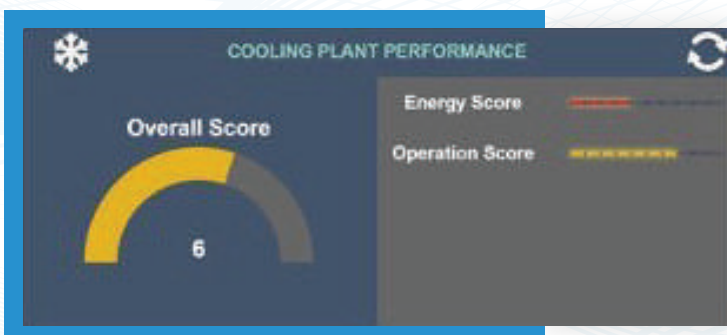 COOLING PLANT PERFORMANCE
Overall Score
6
Energy Score
Operation Score